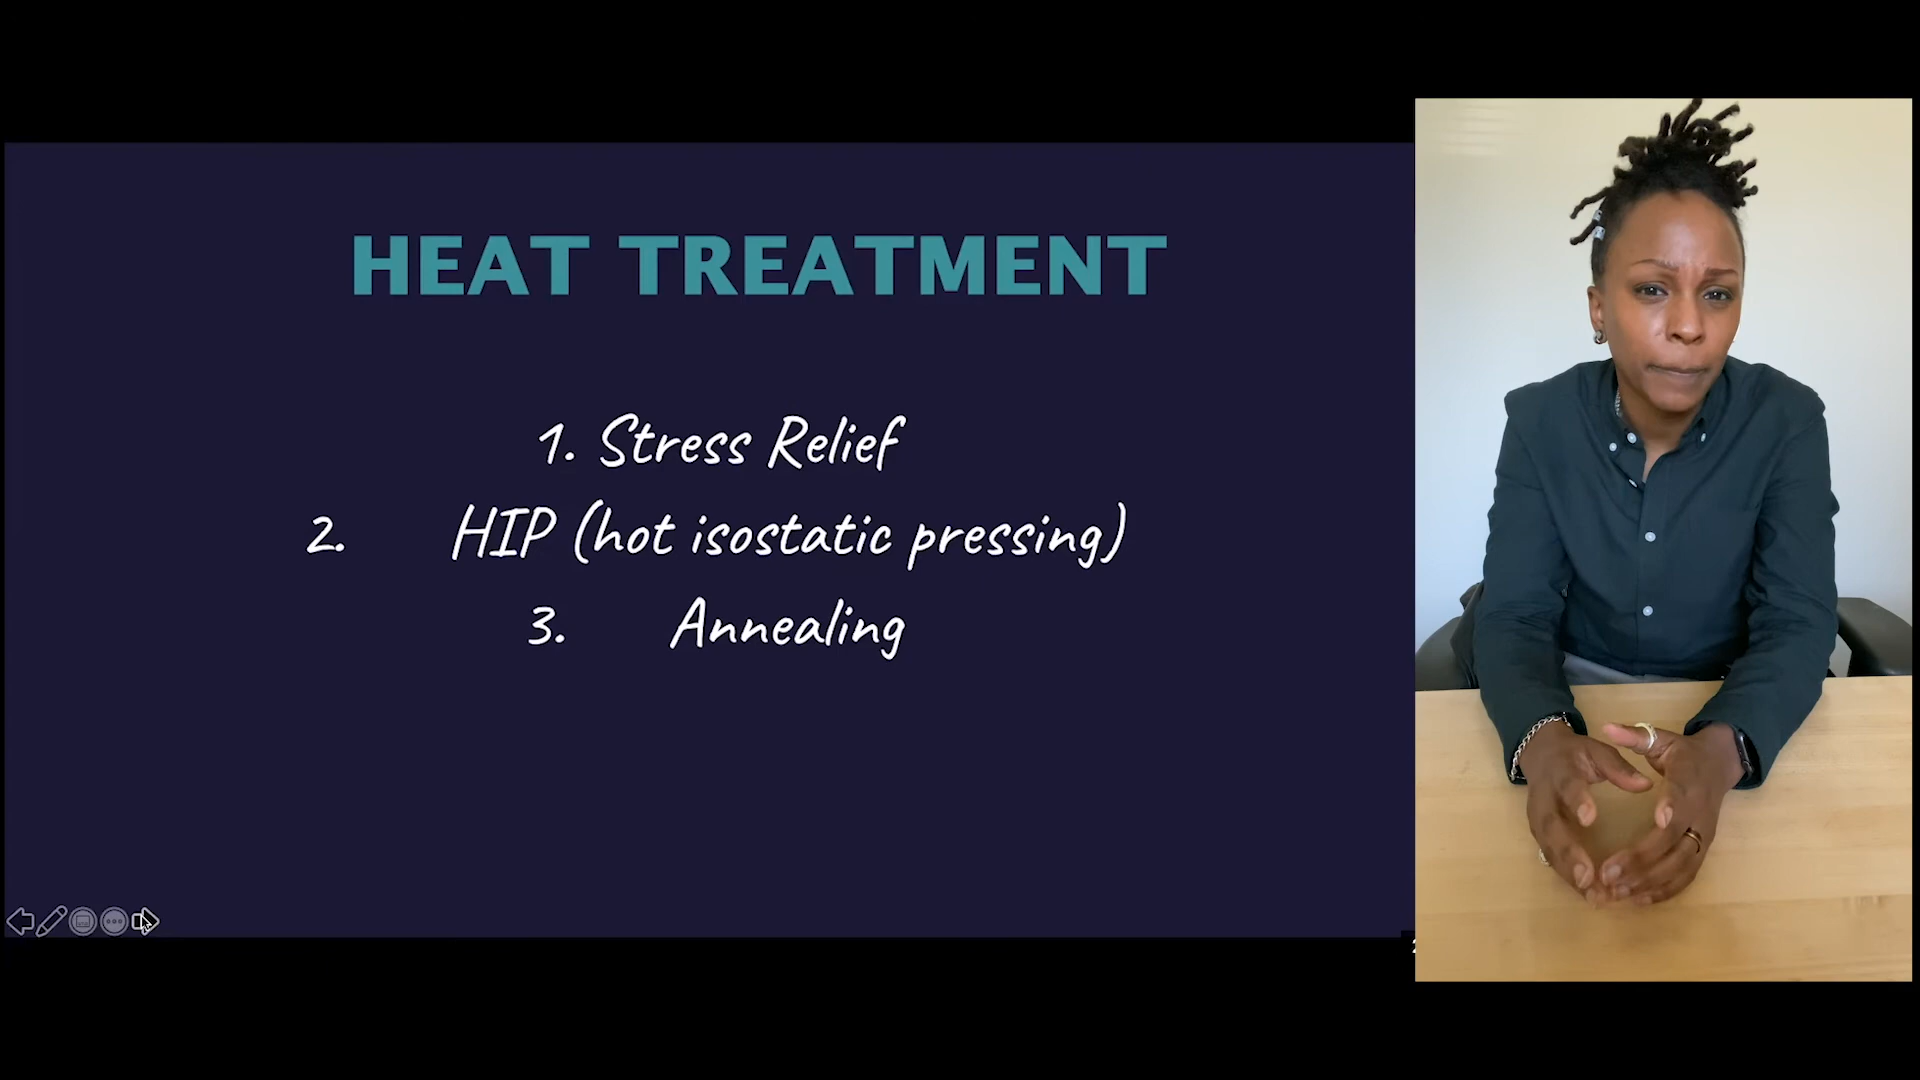 HEAT TREATMENT
1. Stress Relief
2. HIP (hot isostatic pressing)
3. Annealing